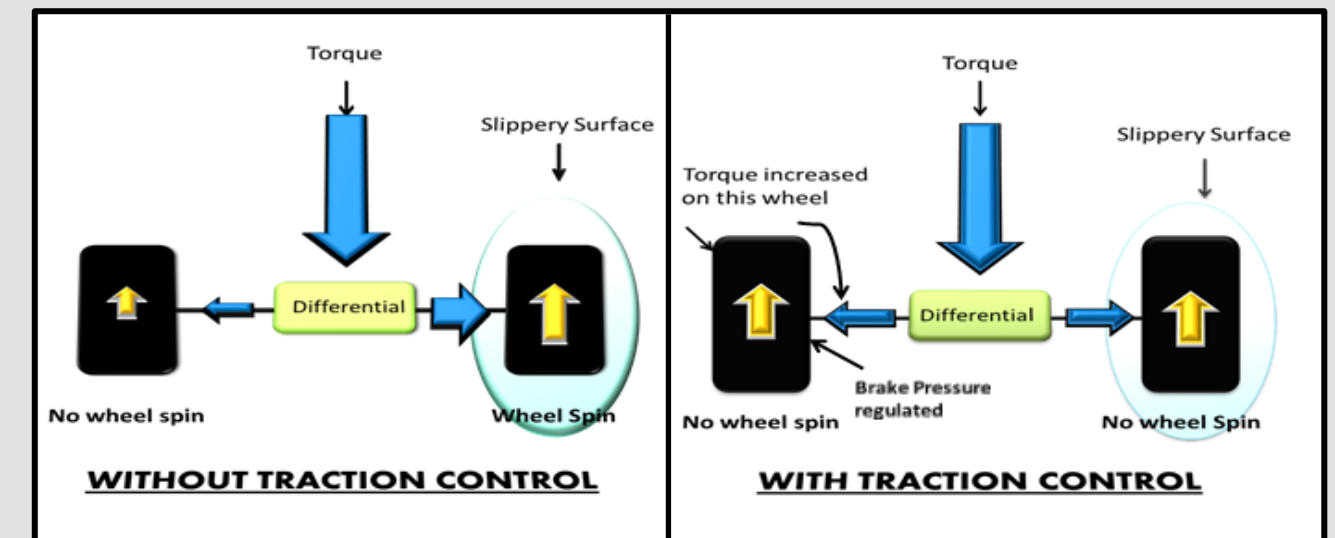 Torque
Slippery Surface
Differential
No wheel spin
Wheel Spin
WITHOUT TRACTION CONTROL
Torque
Slippery Surface
Torque increased
on this wheel
Differential
Brake Pressure
regulated
No wheel spin
No wheel Spin
WITH TRACTION CONTROL